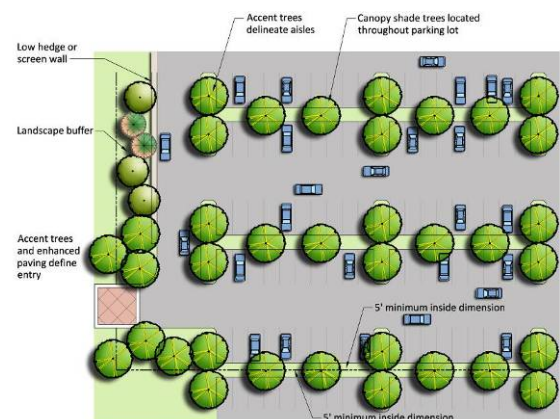 Accent trees
delineate aisles
Canopy shade trees located
throughout parking lot
Low hedge or
screen wall
Landscape buffer
Accent trees
and enhanced
paving define
entry
5' minimum inside dimension
5' minimum inside dimension